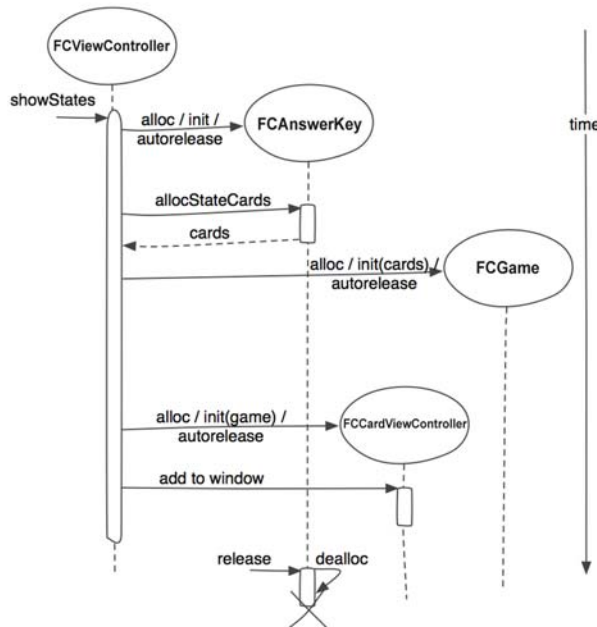 FCViewController
showStates
time
alloc / init /
autorelease
FCAnswerKey
allocStateCards
cards
alloc / init(cards) /
autorelease
FCGame
alloc / init(game) /
autorelease
FCCardViewController
add to window
release
dealloc